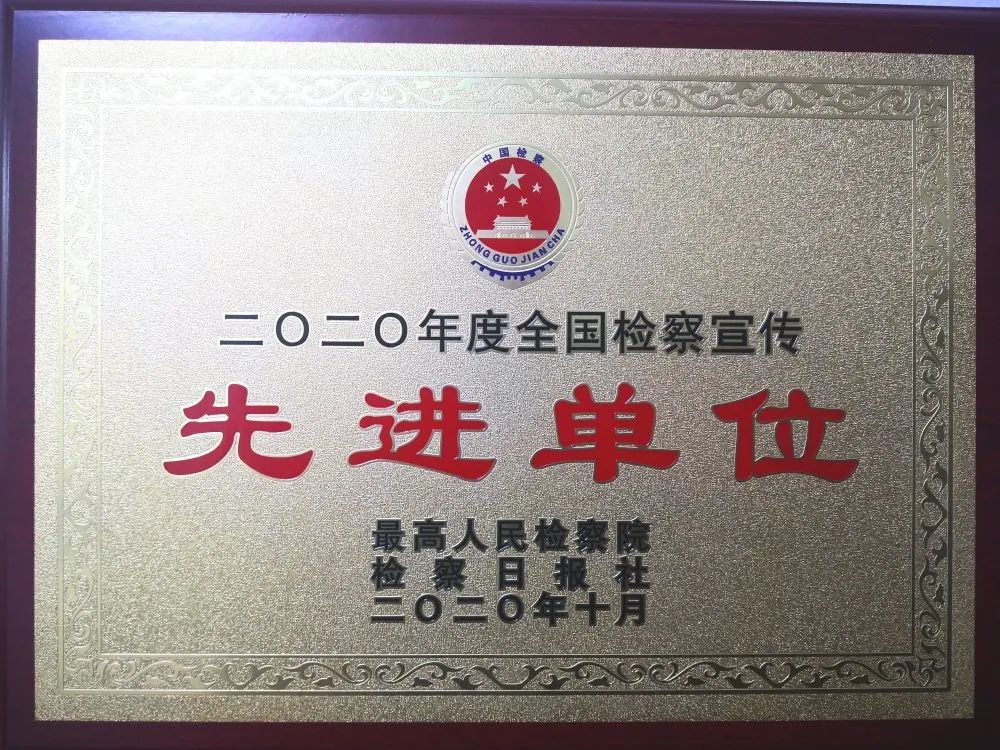 中国检察
ZHONG GUO JIAN CHA
二〇二〇年度全国检察宣传
先进单位
最高人民检察院
检察日报社
二〇二〇年十月